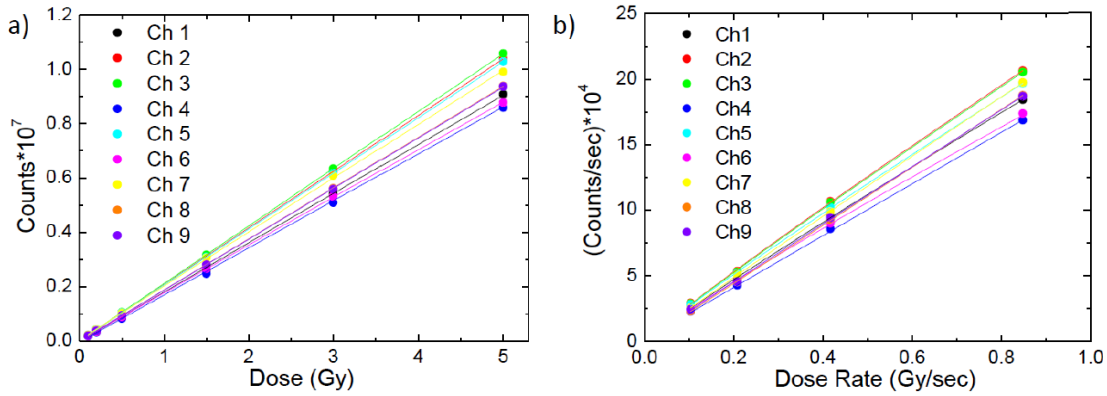 a)
Counts*10^7
1.2
1.0
0.8
0.6
0.4
0.2
0.0
Ch 1
Ch 2
Ch 3
Ch 4
Ch 5
Ch 6
Ch 7
Ch 8
Ch 9
0 1 2 3 4 5
Dose (Gy)
b)
(Counts/sec)*10^4
25
20
15
10
5
0
Ch1
Ch2
Ch3
Ch4
Ch5
Ch6
Ch7
Ch8
Ch9
0.0 0.2 0.4 0.6 0.8 1.0
Dose Rate (Gy/sec)